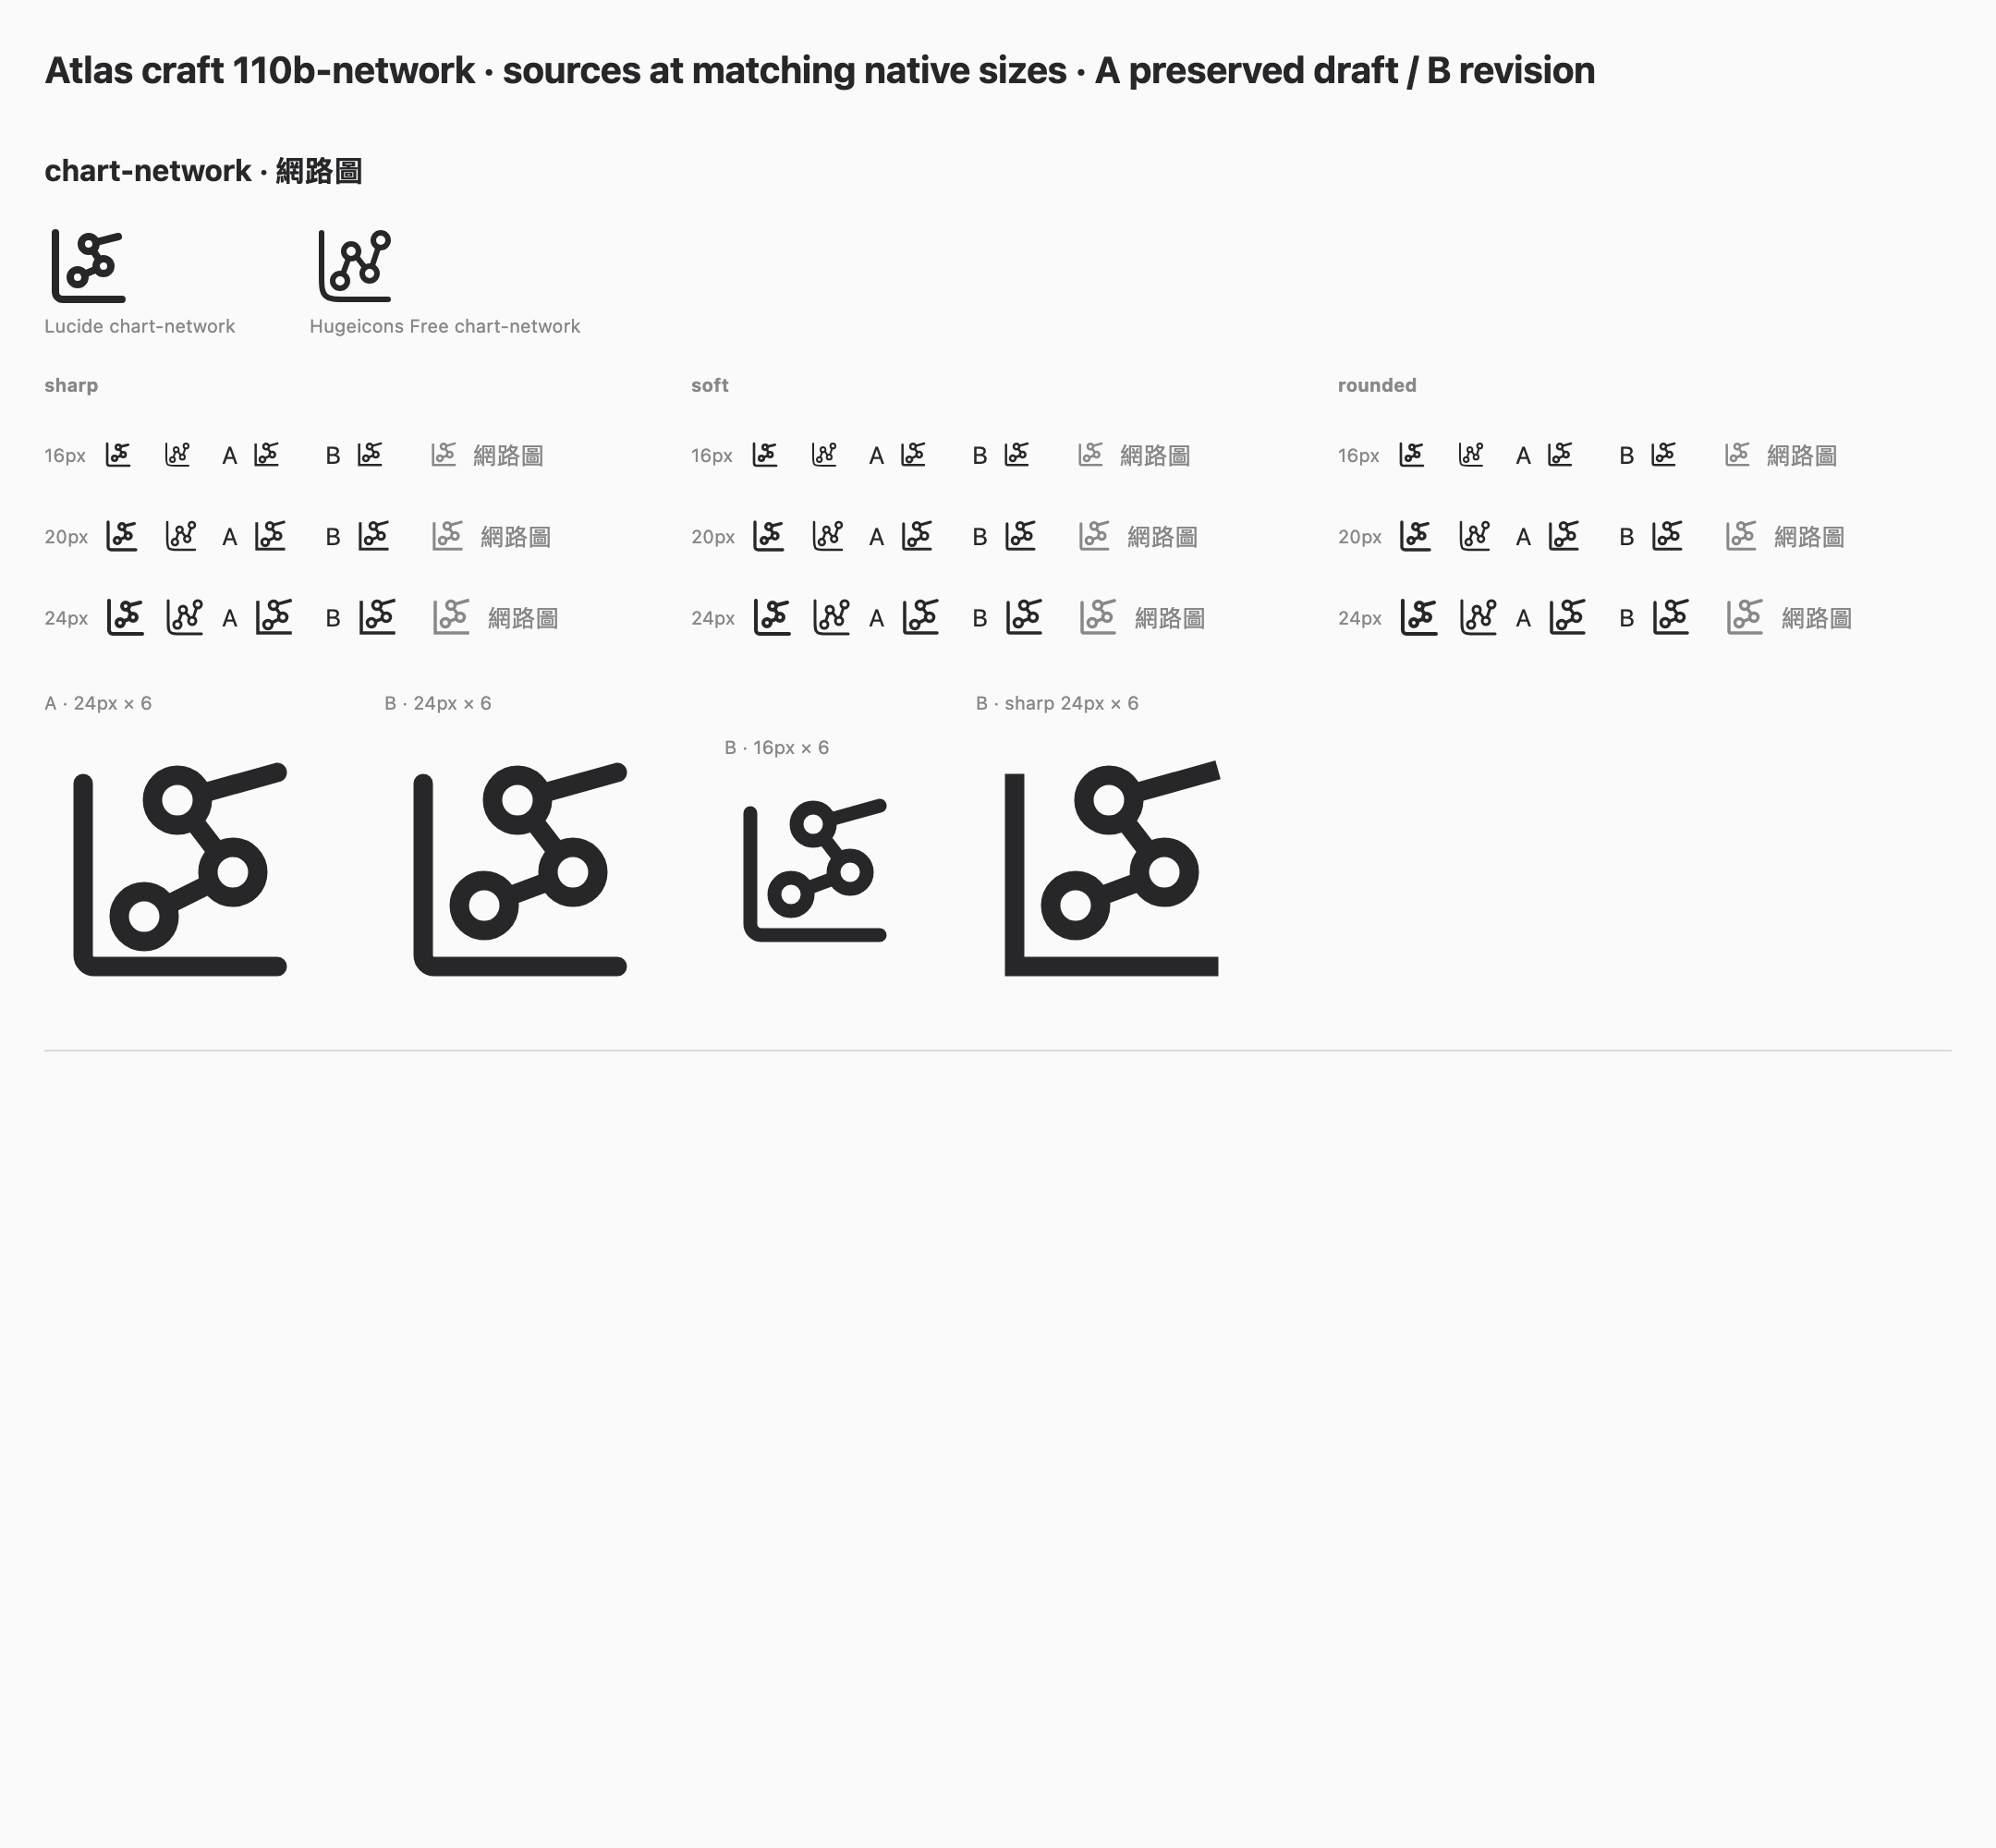 Atlas craft 110b-network · sources at matching native sizes · A preserved draft / B revision
chart-network · 網路圖
Lucide chart-network
Hugeicons Free chart-network
sharp
soft
rounded
16px A B 網路圖
16px A B 網路圖
16px A B 網路圖
20px A B 網路圖
20px A B 網路圖
20px A B 網路圖
24px A B 網路圖
24px A B 網路圖
24px A B 網路圖
A · 24px × 6
B · 24px × 6
B · 16px × 6
B · sharp 24px × 6